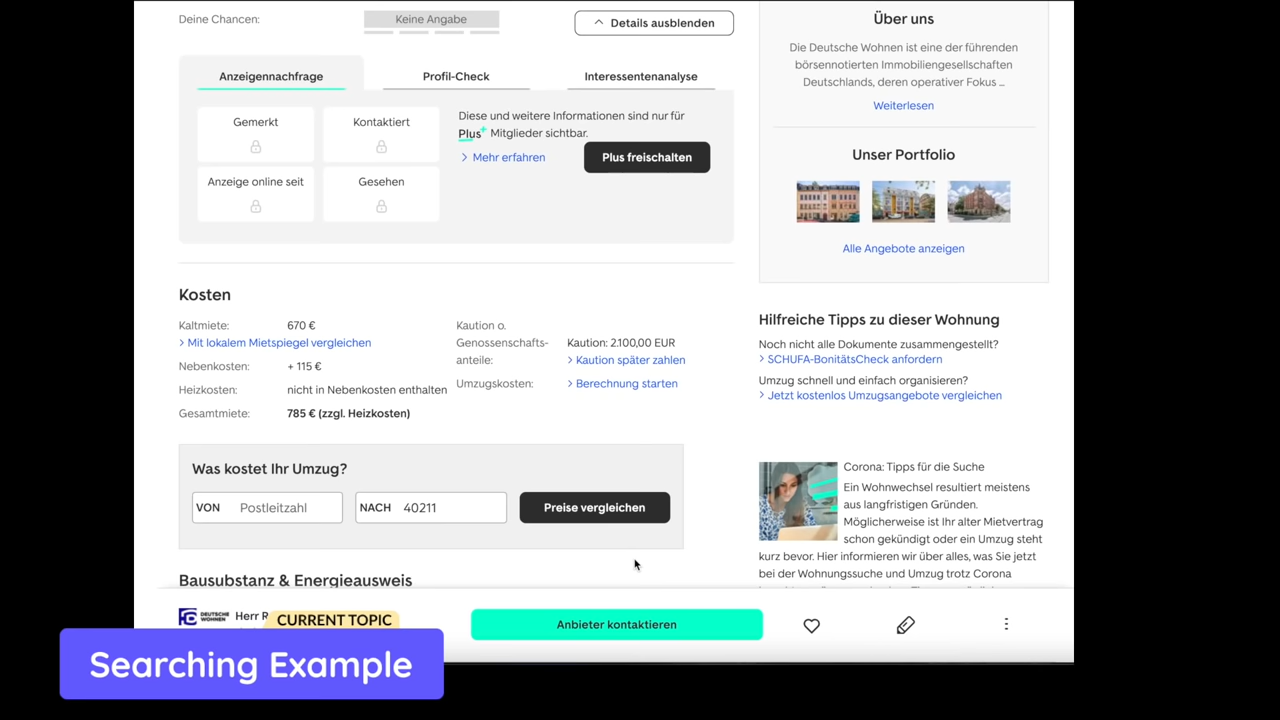 Deine Chancen:
Keine Angabe
Details ausblenden
Anzeigennachfrage
Profil-Check
Interessentenanalyse
Gemerkt
Kontaktiert
Anzeige online seit
Gesehen
Diese und weitere Informationen sind nur für
Plus+ Mitglieder sichtbar.
> Mehr erfahren
Plus freischalten
Kosten
Kaltmiete: 670 €
> Mit lokalem Mietspiegel vergleichen
Nebenkosten: + 115 €
Heizkosten: nicht in Nebenkosten enthalten
Gesamtmiete: 785 € (zzgl. Heizkosten)
Kaution o.
Genossenschafts- Kaution: 2.100,00 EUR
anteile: > Kaution später zahlen
Umzugskosten: > Berechnung starten
Was kostet Ihr Umzug?
VON Postleitzahl
NACH 40211
Preise vergleichen
Bausubstanz & Energieausweis
Über uns
Die Deutsche Wohnen ist eine der führenden
börsennotierten Immobiliengesellschaften
Deutschlands, deren operativer Fokus ...
Weiterlesen
Unser Portfolio
Alle Angebote anzeigen
Hilfreiche Tipps zu dieser Wohnung
Noch nicht alle Dokumente zusammengestellt?
> SCHUFA-BonitätsCheck anfordern
Umzug schnell und einfach organisieren?
> Jetzt kostenlos Umzugsangebote vergleichen
Corona: Tipps für die Suche
Ein Wohnwechsel resultiert meistens
aus langfristigen Gründen.
Möglicherweise ist Ihr alter Mietvertrag
schon gekündigt oder ein Umzug steht
kurz bevor. Hier informieren wir über alles, was Sie jetzt
bei der Wohnungssuche und Umzug trotz Corona
DEUTSCHE
WOHNEN
Herr R
Anbieter kontaktieren
CURRENT TOPIC
Searching Example